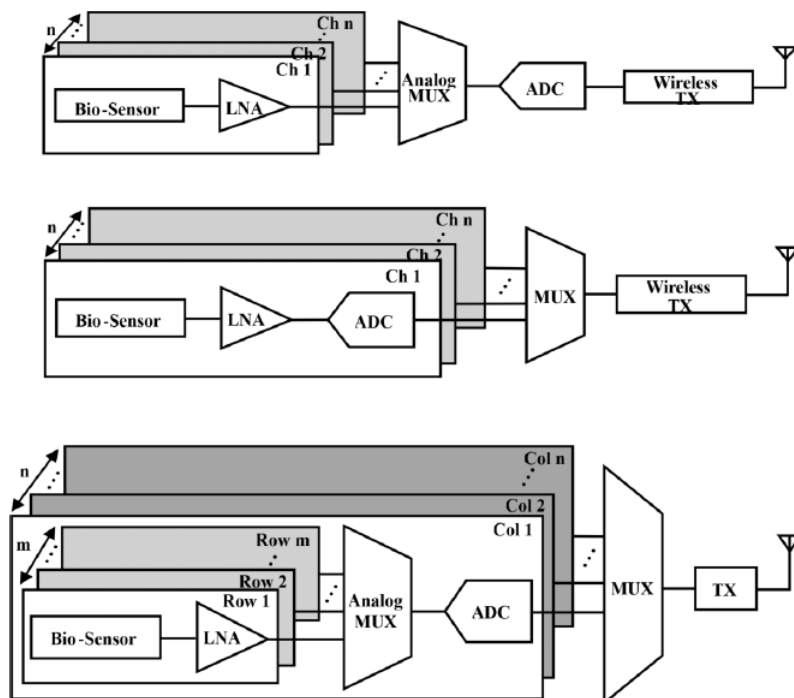 n
Ch n
Ch 2
Ch 1
Bio-Sensor
LNA
Analog
MUX
ADC
Wireless
TX
n
Ch n
Ch 2
Ch 1
Bio-Sensor
LNA
ADC
MUX
Wireless
TX
n
Col n
Col 2
Col 1
m
Row m
Row 2
Row 1
Bio-Sensor
LNA
Analog
MUX
ADC
MUX
TX